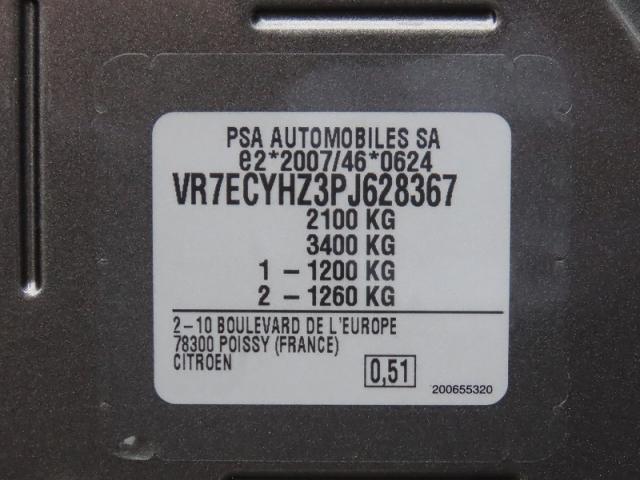 PSA AUTOMOBILES SA
e2*2007/46*0624
VR7ECYHZ3PJ628367
2100 KG
3400 KG
1 – 1200 KG
2 – 1260 KG
2–10 BOULEVARD DE L'EUROPE
78300 POISSY (FRANCE)
CITROEN
0,51
200655320